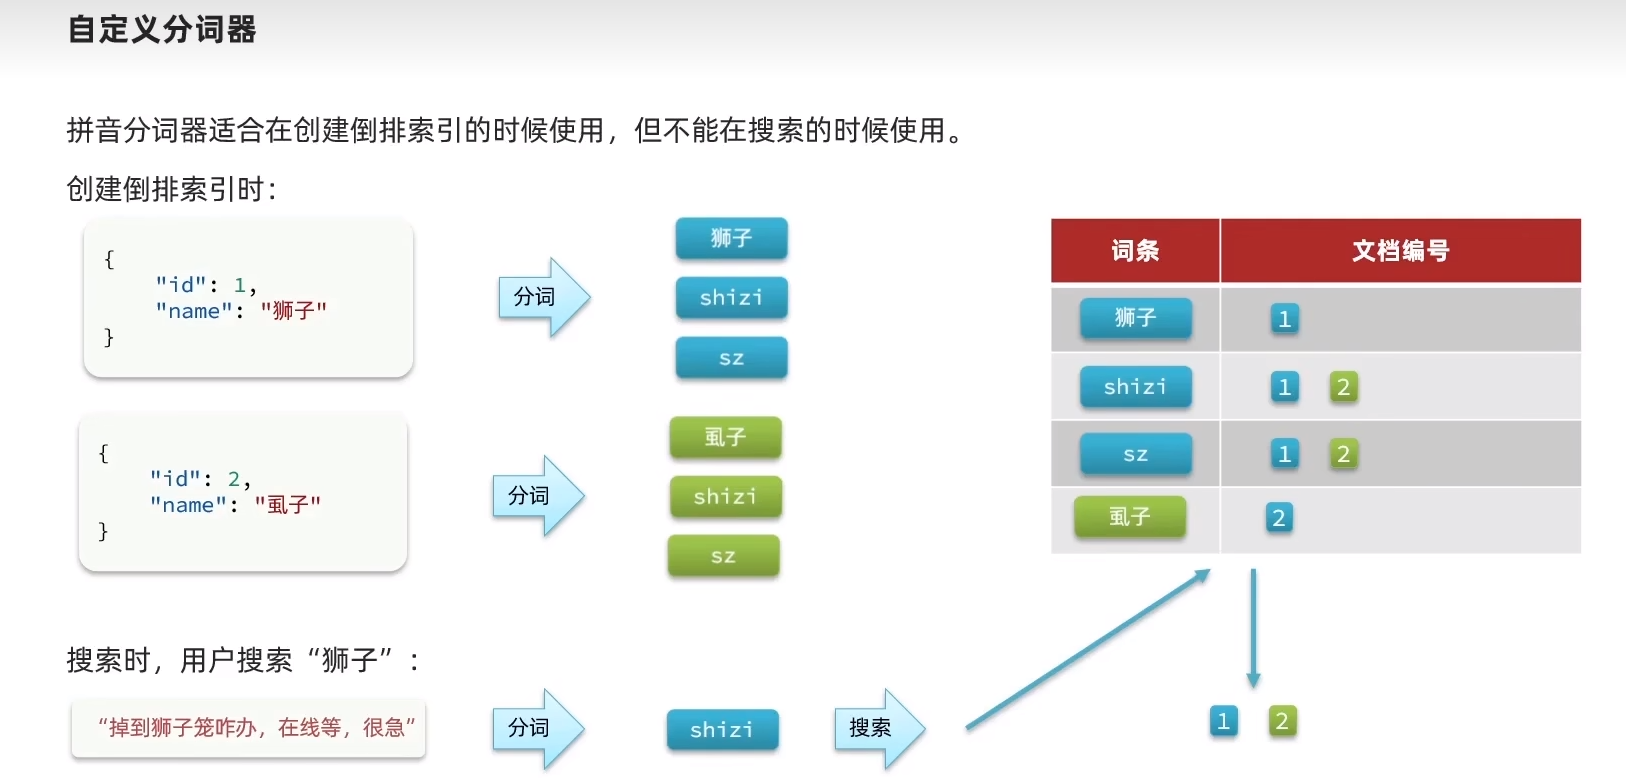 自定义分词器
拼音分词器适合在创建倒排索引的时候使用，但不能在搜索的时候使用。
创建倒排索引时：
{
"id": 1,
"name": "狮子"
}
分词
狮子
shizi
sz
{
"id": 2,
"name": "虱子"
}
分词
虱子
shizi
sz
词条 文档编号
狮子 1
shizi 1 2
sz 1 2
虱子 2
搜索时，用户搜索“狮子”：
“掉到狮子笼咋办，在线等，很急”
分词
shizi
搜索
1 2